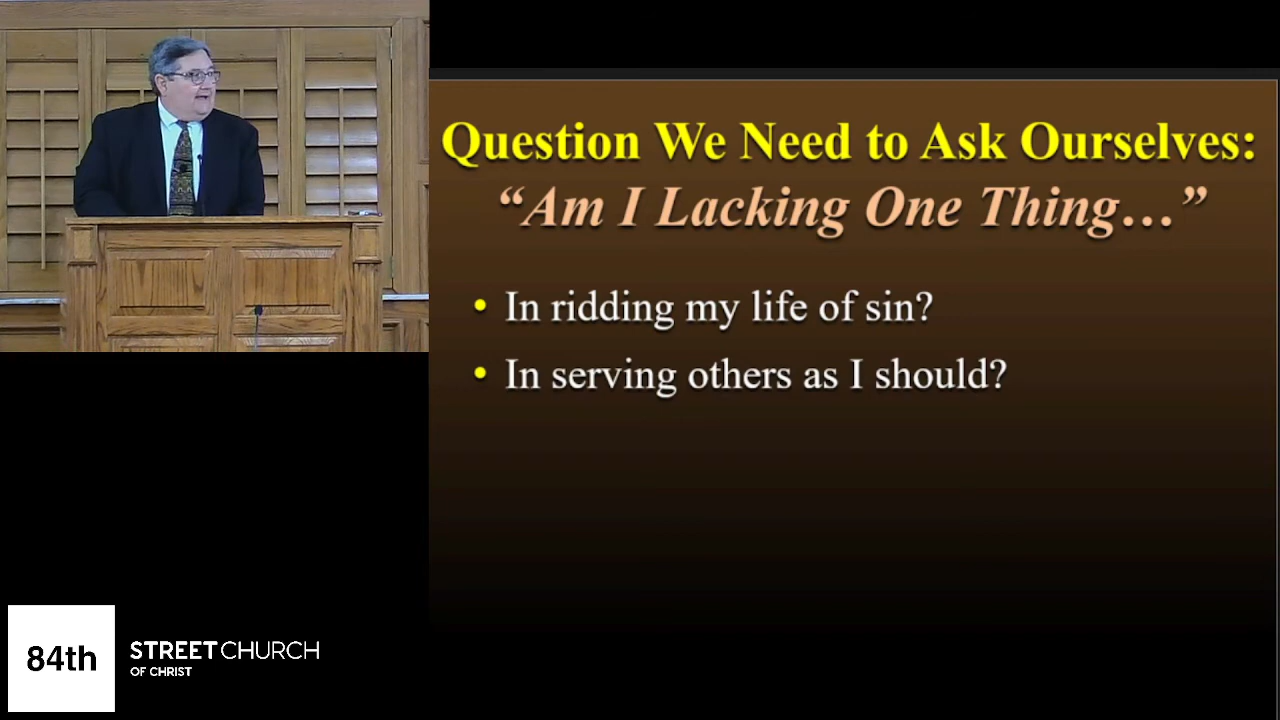 Question We Need to Ask Ourselves:
“Am I Lacking One Thing…”
• In ridding my life of sin?
• In serving others as I should?
84th
STREET CHURCH
OF CHRIST